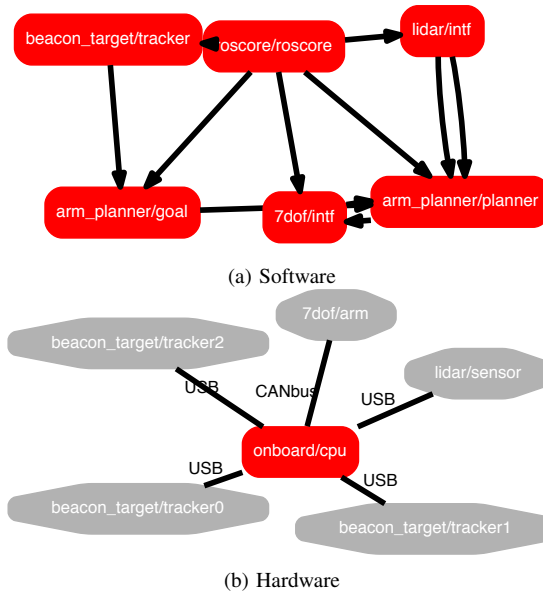 beacon_target/tracker
roscore/roscore
lidar/intf
arm_planner/goal
7dof/intf
arm_planner/planner
(a) Software
7dof/arm
beacon_target/tracker2
lidar/sensor
USB
CANbus
USB
onboard/cpu
USB
USB
beacon_target/tracker0
beacon_target/tracker1
(b) Hardware